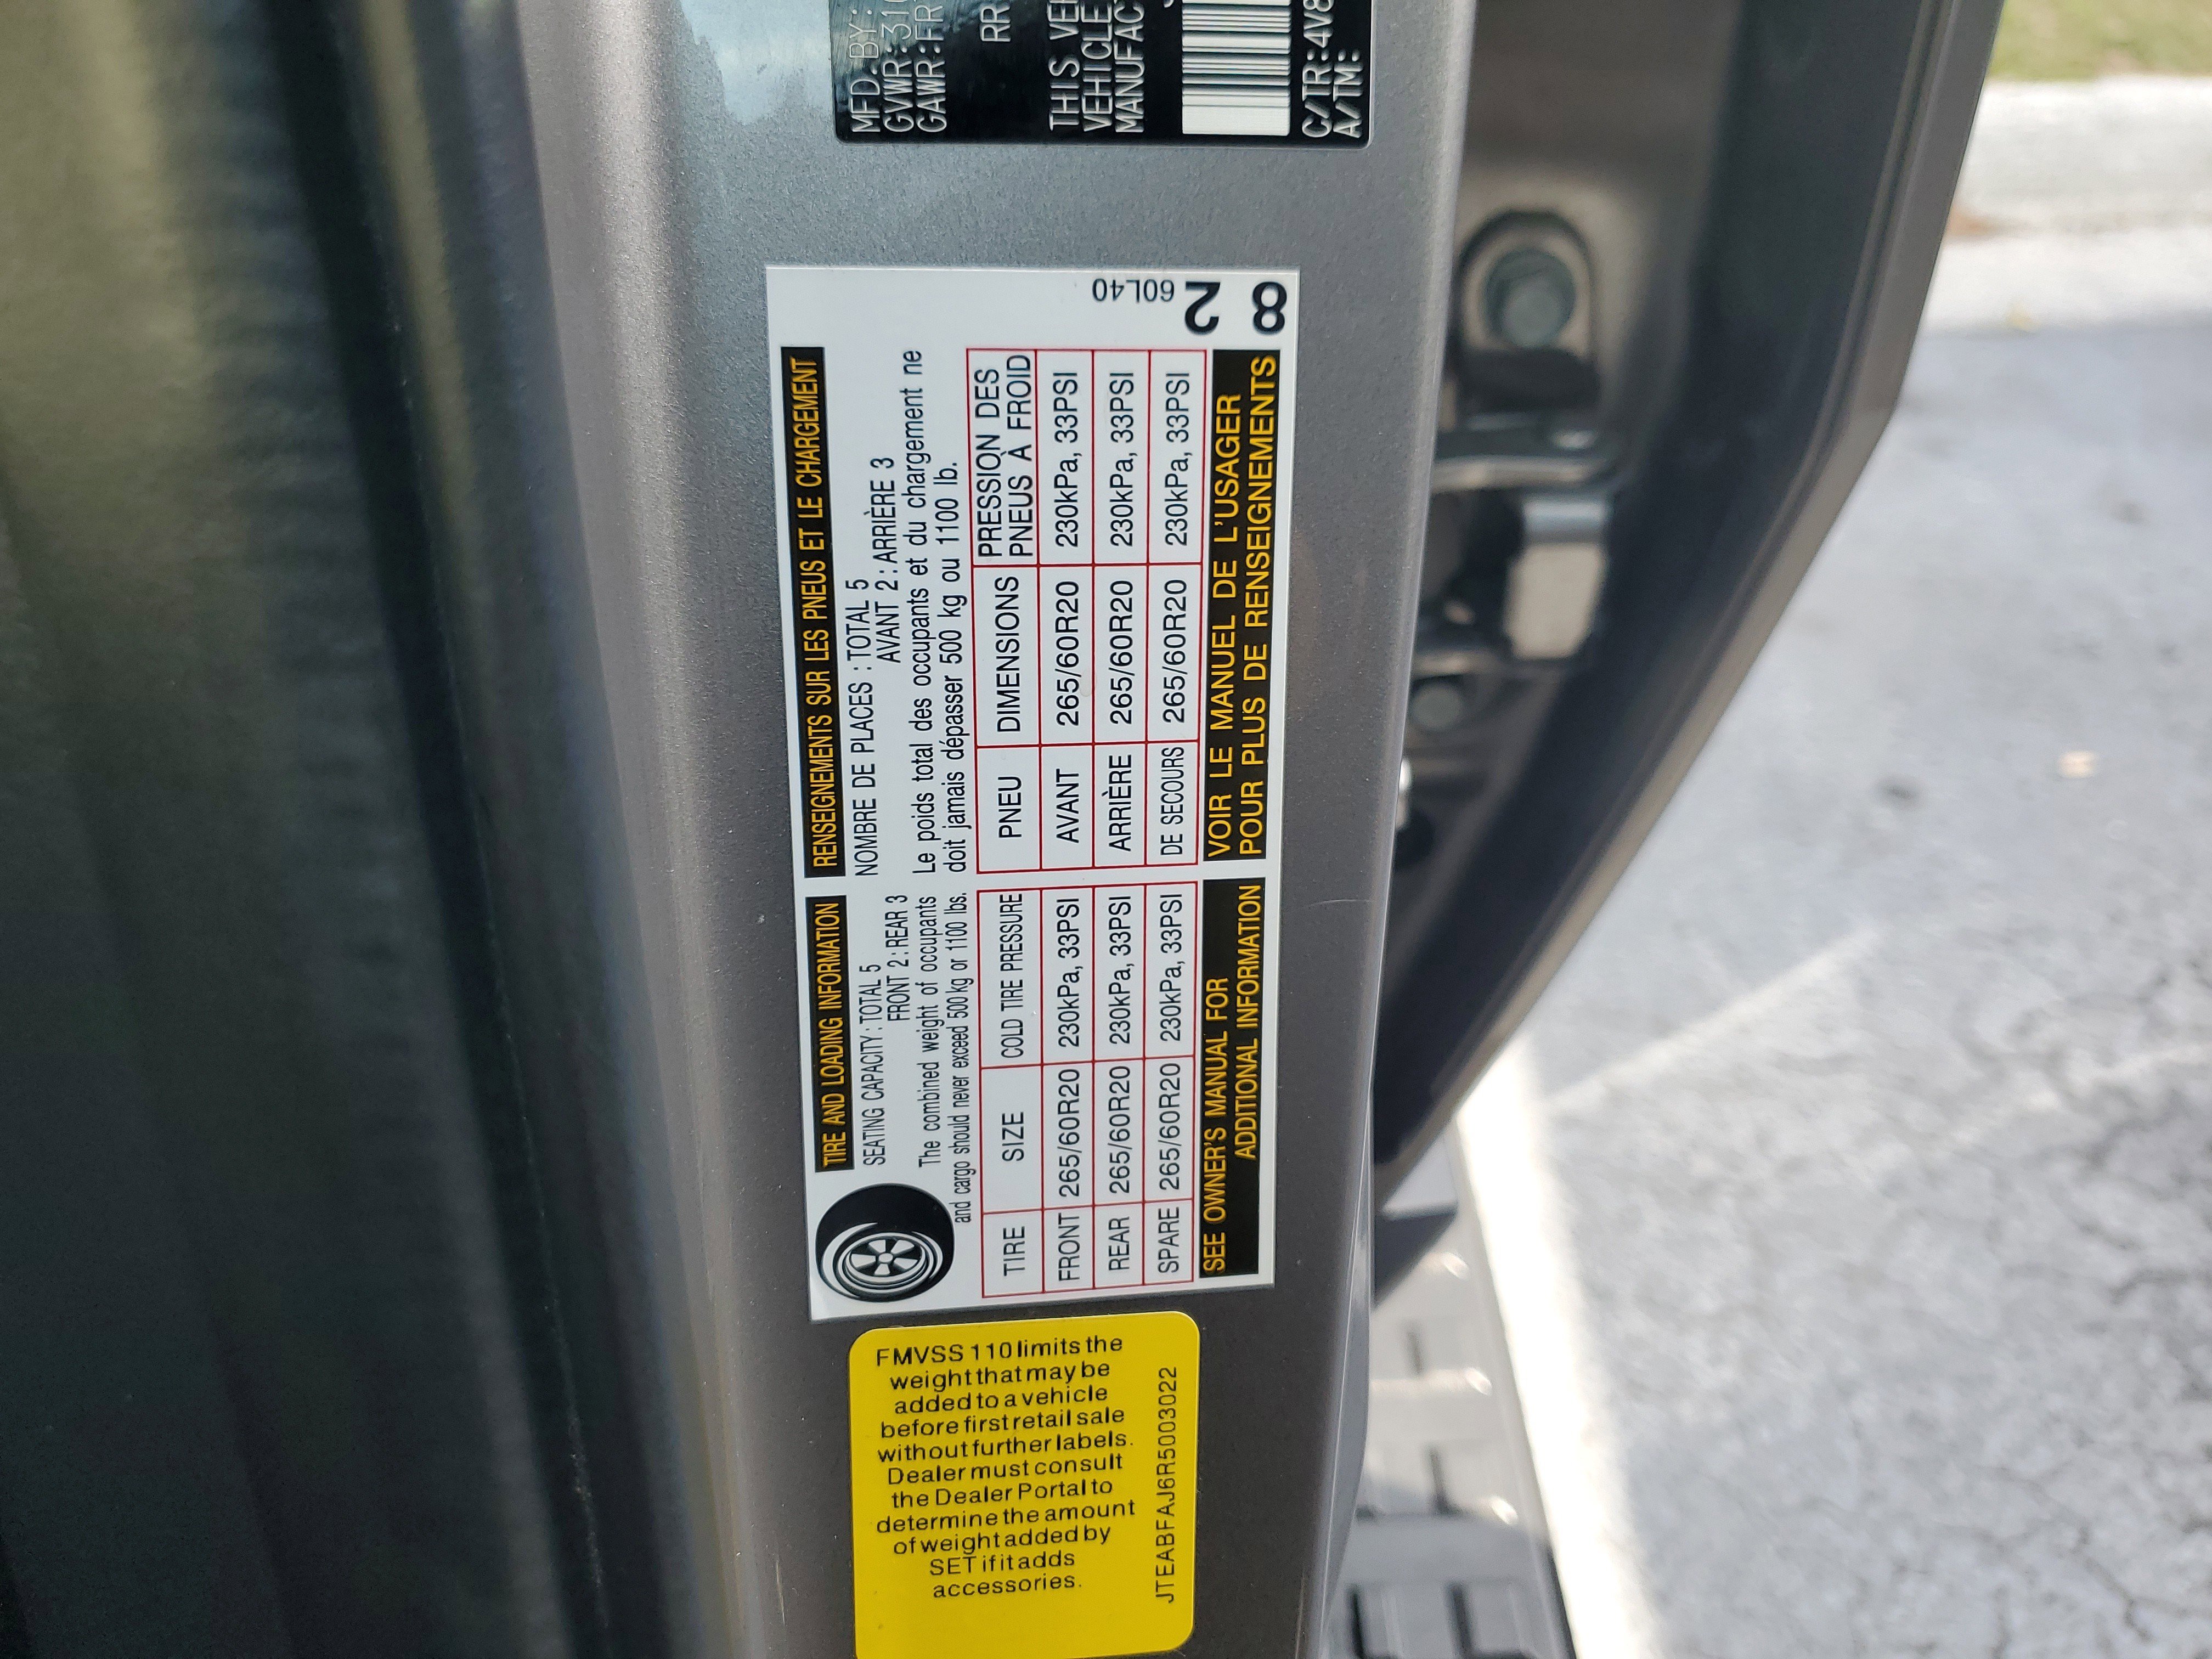 MFD. BY:
GVWR:31
GAWR:FR
RR
THIS VEH
VEHICLE
MANUFAC
C/TR:4V8
A/TM:
TIRE AND LOADING INFORMATION
SEATING CAPACITY : TOTAL 5
FRONT 2 : REAR 3
The combined weight of occupants
and cargo should never exceed 500 kg or 1100 lbs.
TIRE SIZE COLD TIRE PRESSURE
FRONT 265/60R20 230kPa, 33PSI
REAR 265/60R20 230kPa, 33PSI
SPARE 265/60R20 230kPa, 33PSI
SEE OWNER'S MANUAL FOR
ADDITIONAL INFORMATION
RENSEIGNEMENTS SUR LES PNEUS ET LE CHARGEMENT
NOMBRE DE PLACES : TOTAL 5
AVANT 2 : ARRIÈRE 3
Le poids total des occupants et du chargement ne
doit jamais dépasser 500 kg ou 1100 lb.
PNEU DIMENSIONS PRESSION DES
PNEUS À FROID
AVANT 265/60R20 230kPa, 33PSI
ARRIÈRE 265/60R20 230kPa, 33PSI
DE SECOURS 265/60R20 230kPa, 33PSI
VOIR LE MANUEL DE L'USAGER
POUR PLUS DE RENSEIGNEMENTS
60L40
2
8
FMVSS 110 limits the
weight that may be
added to a vehicle
before first retail sale
without further labels.
Dealer must consult
the Dealer Portal to
determine the amount
of weight added by
SET if it adds
accessories.
JTEABFAJ6R5003022